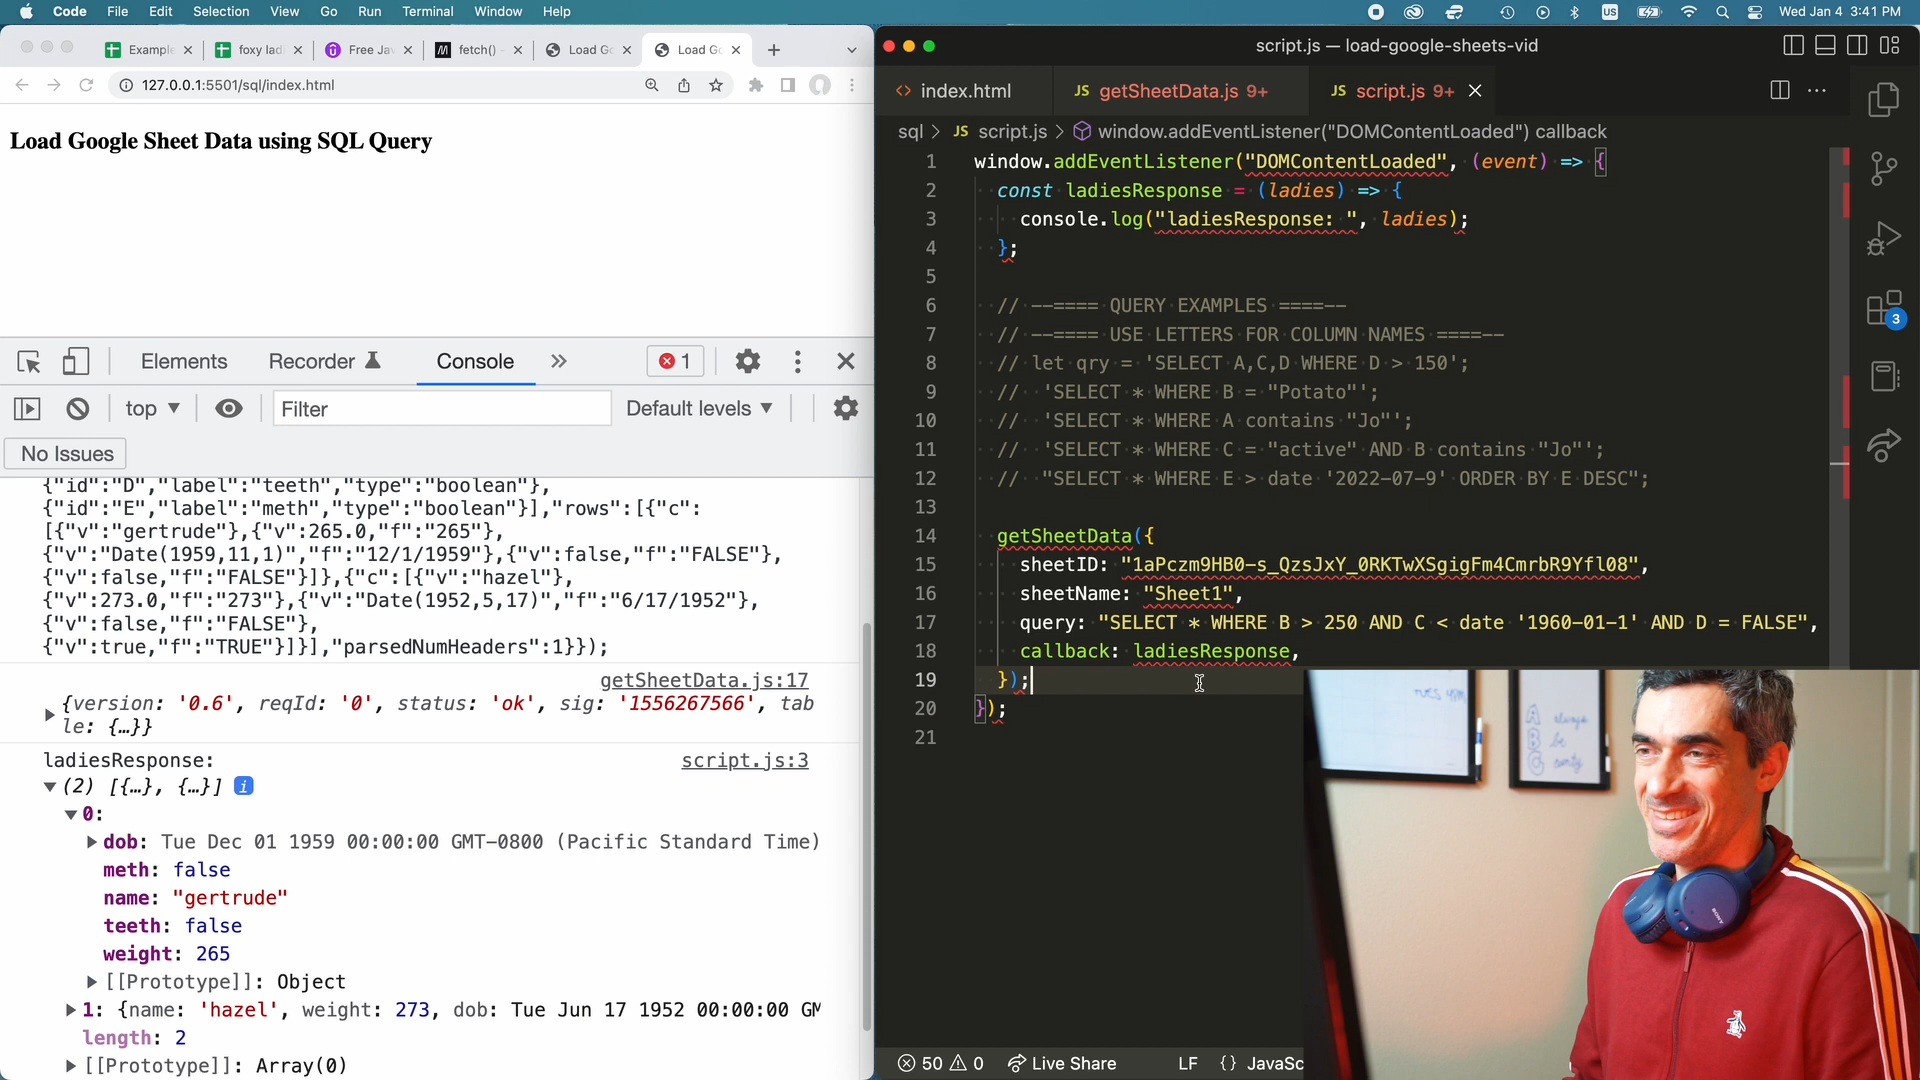 Code File Edit Selection View Go Run Terminal Window Help
US
Wed Jan 4 3:41 PM
Example
foxy ladi
Free Jav
fetch() -
Load Go
Load Go
127.0.0.1:5501/sql/index.html
Load Google Sheet Data using SQL Query
Elements Recorder Console » 1
top Filter Default levels
No Issues
{"id":"D","label":"teeth","type":"boolean"},
{"id":"E","label":"meth","type":"boolean"}],"rows":[{"c":
[{"v":"gertrude"},{"v":265.0,"f":"265"},
{"v":"Date(1959,11,1)","f":"12/1/1959"},{"v":false,"f":"FALSE"},
{"v":false,"f":"FALSE"}]},{"c":[{"v":"hazel"},
{"v":273.0,"f":"273"},{"v":"Date(1952,5,17)","f":"6/17/1952"},
{"v":false,"f":"FALSE"},
{"v":true,"f":"TRUE"}]}],"parsedNumHeaders":1}});
getSheetData.js:17
{version: '0.6', reqId: '0', status: 'ok', sig: '1556267566', tab
le: {…}}
ladiesResponse: script.js:3
(2) [{…}, {…}] i
0:
dob: Tue Dec 01 1959 00:00:00 GMT-0800 (Pacific Standard Time)
meth: false
name: "gertrude"
teeth: false
weight: 265
[[Prototype]]: Object
1: {name: 'hazel', weight: 273, dob: Tue Jun 17 1952 00:00:00 GM
length: 2
[[Prototype]]: Array(0)
script.js — load-google-sheets-vid
index.html JS getSheetData.js 9+ JS script.js 9+
sql > JS script.js > window.addEventListener("DOMContentLoaded") callback
1 window.addEventListener("DOMContentLoaded", (event) => {
2 const ladiesResponse = (ladies) => {
3 console.log("ladiesResponse: ", ladies);
4 };
5
6 // --==== QUERY EXAMPLES ====--
7 // --==== USE LETTERS FOR COLUMN NAMES ====--
8 // let qry = 'SELECT A,C,D WHERE D > 150';
9 // 'SELECT * WHERE B = "Potato"';
10 // 'SELECT * WHERE A contains "Jo"';
11 // 'SELECT * WHERE C = "active" AND B contains "Jo"';
12 // "SELECT * WHERE E > date '2022-07-9' ORDER BY E DESC";
13
14 getSheetData({
15 sheetID: "1aPczm9HB0-s_QzsJxY_0RKTwXSgigFm4CmrbR9Yfl08",
16 sheetName: "Sheet1",
17 query: "SELECT * WHERE B > 250 AND C < date '1960-01-1' AND D = FALSE",
18 callback: ladiesResponse,
19 });
20 });
21
3
A always
B be
C
SONY
50 0 Live Share LF {} JavaSc